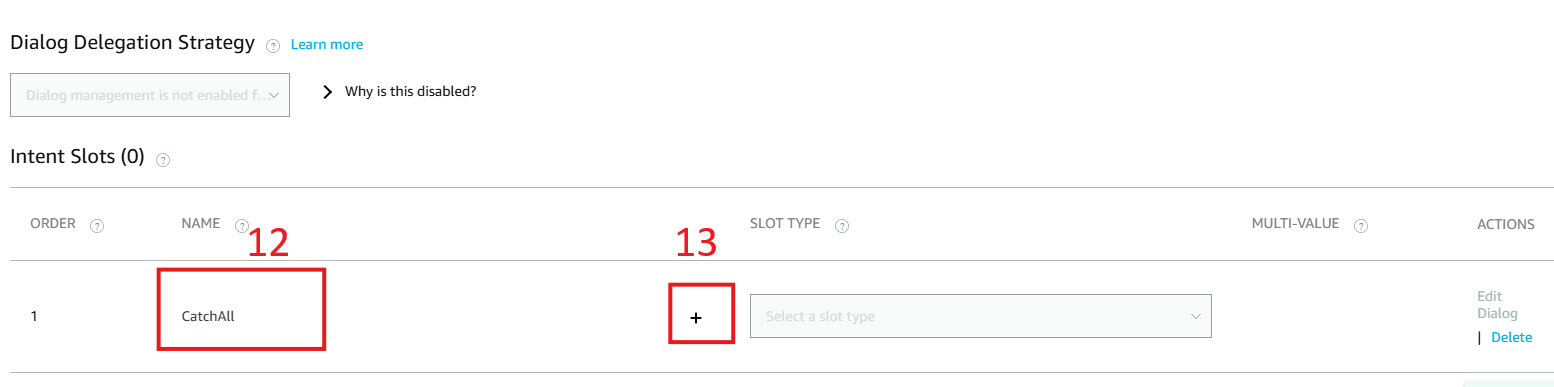 Dialog Delegation Strategy ? Learn more
Dialog management is not enabled f... Why is this disabled?
Intent Slots (0) ?
ORDER ? NAME ? SLOT TYPE ? MULTI-VALUE ? ACTIONS
12 13
1 CatchAll + Select a slot type Edit
Dialog
| Delete